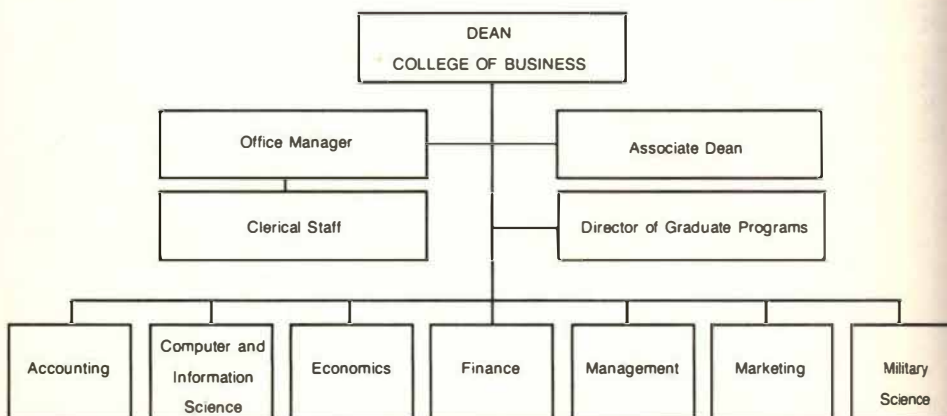 DEAN
COLLEGE OF BUSINESS
Office Manager
Associate Dean
Clerical Staff
Director of Graduate Programs
Accounting
Computer and
Information
Science
Economics
Finance
Management
Marketing
Military
Science